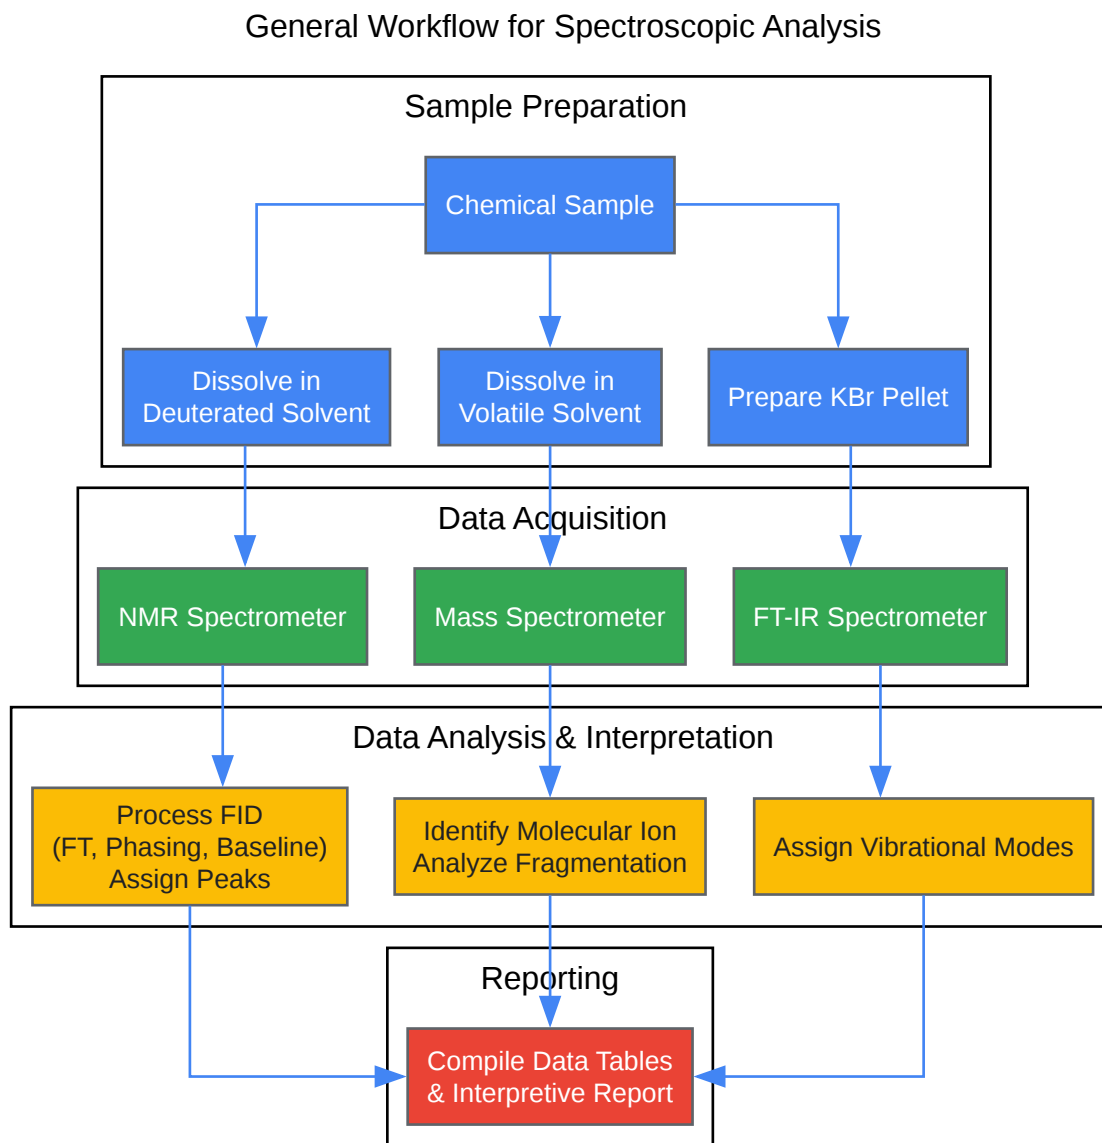 General Workflow for Spectroscopic Analysis
Sample Preparation
Chemical Sample
Dissolve in
Deuterated Solvent
Dissolve in
Volatile Solvent
Prepare KBr Pellet
Data Acquisition
NMR Spectrometer
Mass Spectrometer
FT-IR Spectrometer
Data Analysis & Interpretation
Process FID
(FT, Phasing, Baseline)
Assign Peaks
Identify Molecular Ion
Analyze Fragmentation
Assign Vibrational Modes
Reporting
Compile Data Tables
& Interpretive Report